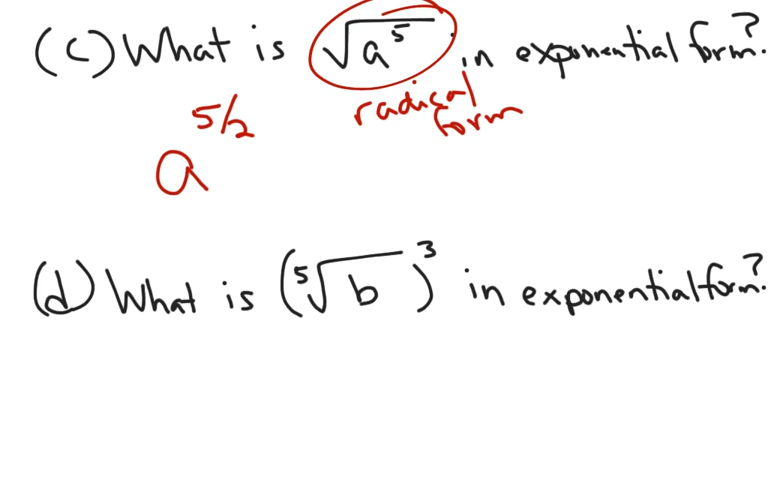 (c) What is √a⁵ in exponential form?
radical
form
a^5/2
(d) What is (⁵√b)³ in exponential form?